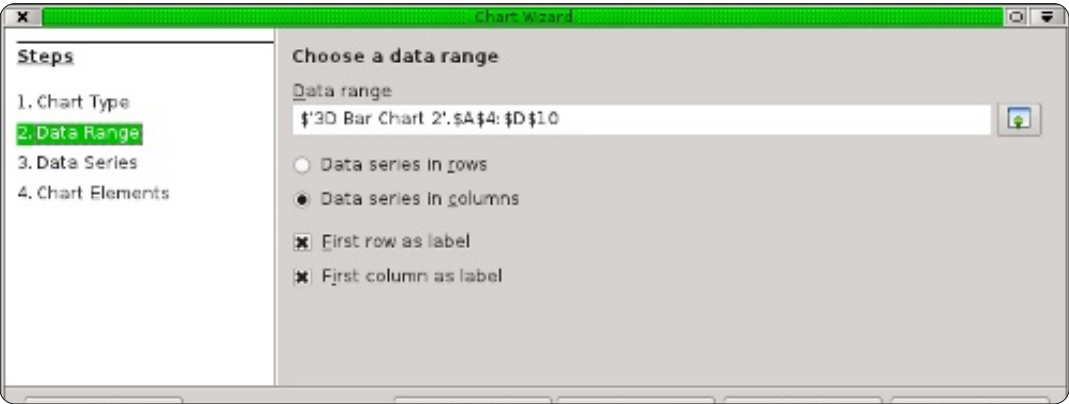 Chart Wizard
Steps
1. Chart Type
2. Data Range
3. Data Series
4. Chart Elements
Choose a data range
Data range
$'3D Bar Chart 2'.$A$4:$D$10
Data series in rows
Data series in columns
First row as label
First column as label